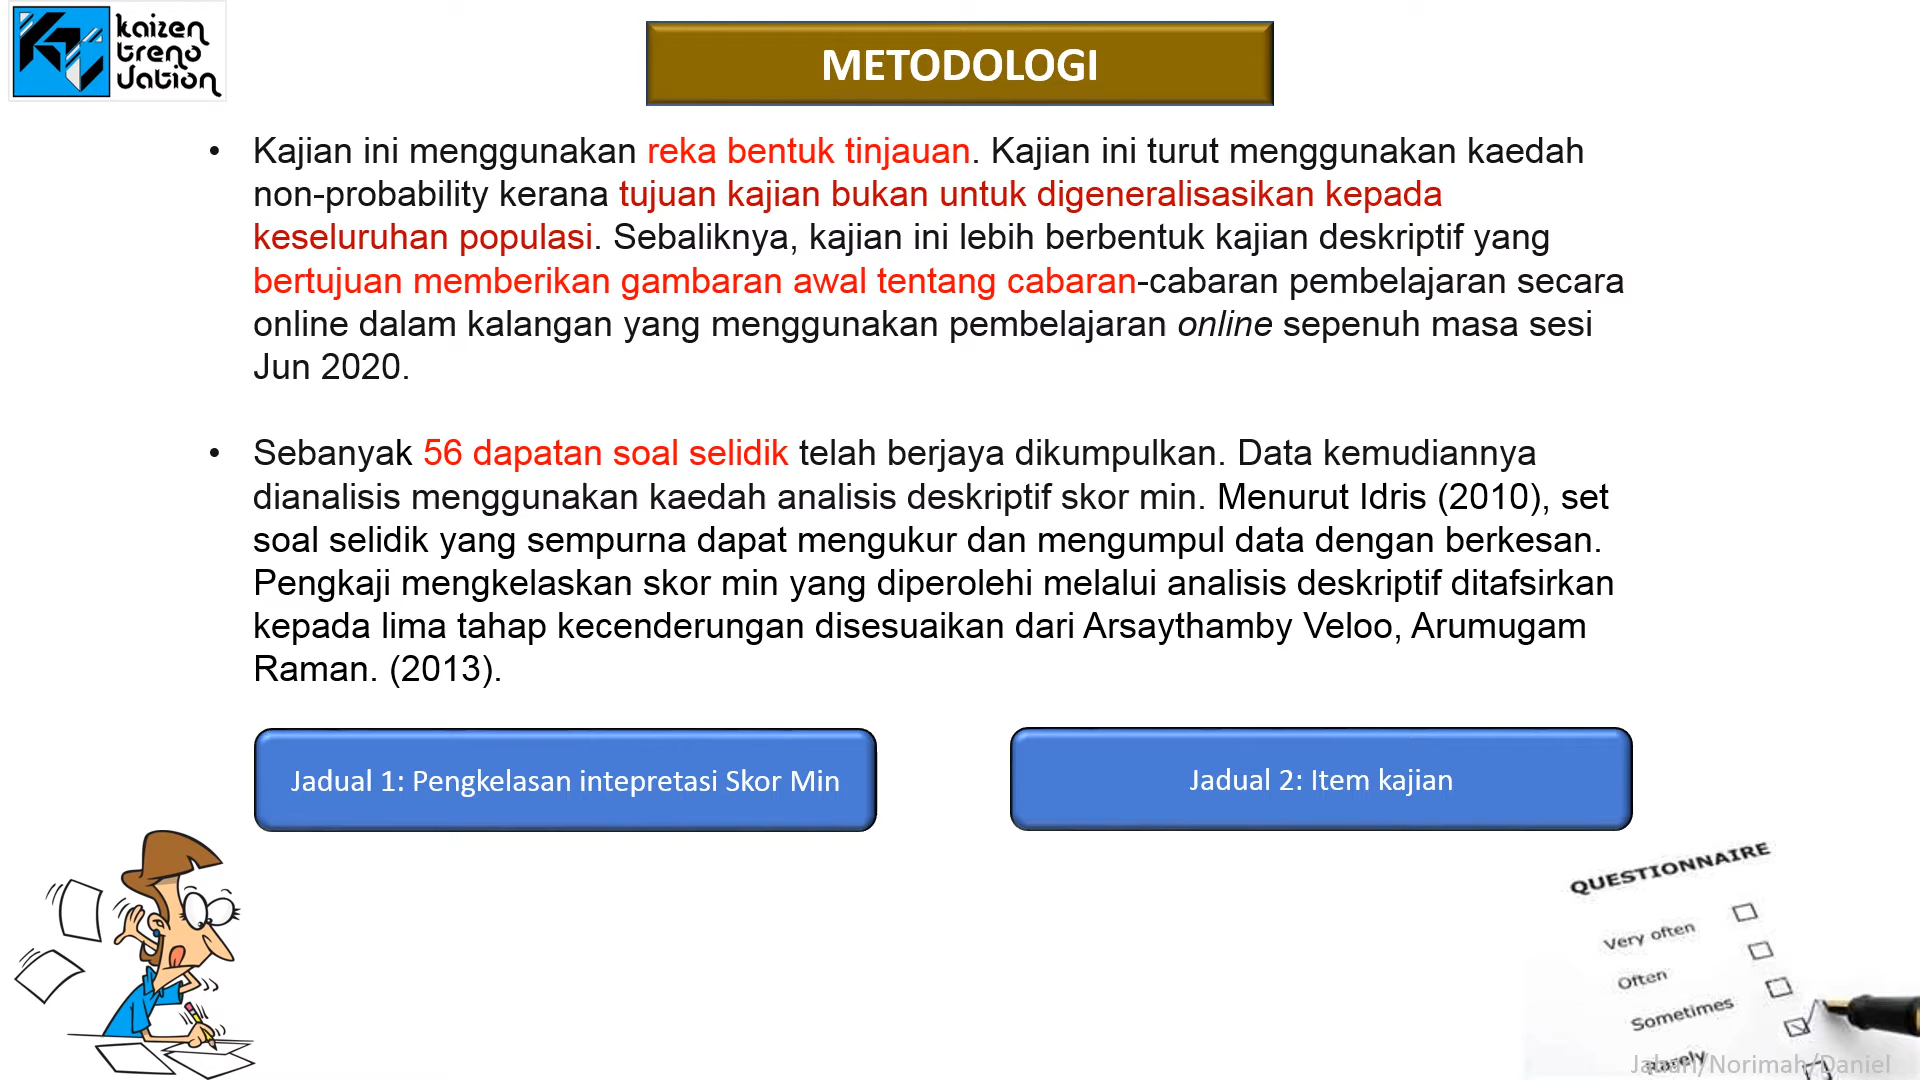 kaizen
trend
vation
METODOLOGI
• Kajian ini menggunakan reka bentuk tinjauan. Kajian ini turut menggunakan kaedah
non-probability kerana tujuan kajian bukan untuk digeneralisasikan kepada
keseluruhan populasi. Sebaliknya, kajian ini lebih berbentuk kajian deskriptif yang
bertujuan memberikan gambaran awal tentang cabaran-cabaran pembelajaran secara
online dalam kalangan yang menggunakan pembelajaran online sepenuh masa sesi
Jun 2020.
• Sebanyak 56 dapatan soal selidik telah berjaya dikumpulkan. Data kemudiannya
dianalisis menggunakan kaedah analisis deskriptif skor min. Menurut Idris (2010), set
soal selidik yang sempurna dapat mengukur dan mengumpul data dengan berkesan.
Pengkaji mengkelaskan skor min yang diperolehi melalui analisis deskriptif ditafsirkan
kepada lima tahap kecenderungan disesuaikan dari Arsaythamby Veloo, Arumugam
Raman. (2013).
Jadual 1: Pengkelasan intepretasi Skor Min
Jadual 2: Item kajian
QUESTIONNAIRE
Very often
Often
Sometimes
Rarely
/Norimah/Daniel